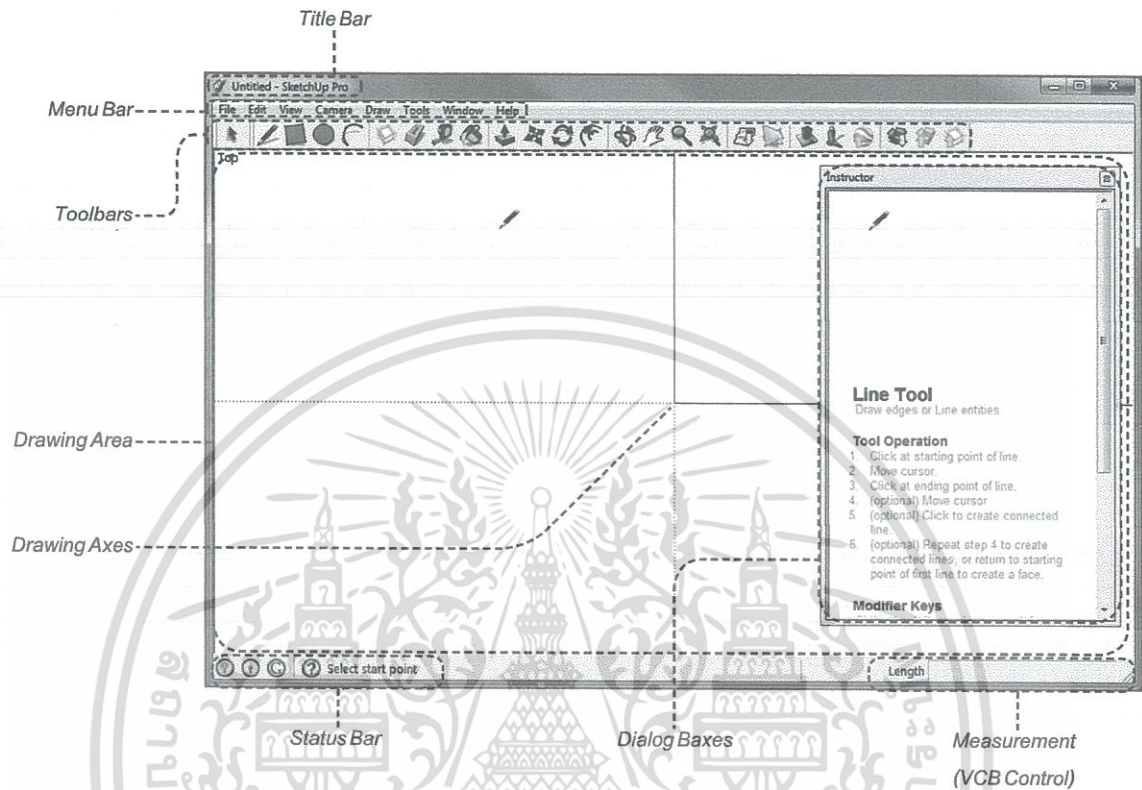 Title Bar
Untitled - SketchUp Pro
Menu Bar
File Edit View Camera Draw Tools Window Help
Top
Instructor
Toolbars
Line Tool
Draw edges or Line entities
Drawing Area
Tool Operation
1. Click at starting point of line.
2. Move cursor.
3. Click at ending point of line.
4. (optional) Move cursor
5. (optional) Click to create connected
line.
6. (optional) Repeat step 4 to create
connected lines, or return to starting
point of first line to create a face.
Drawing Axes
Modifier Keys
Select start point
Length
Status Bar
Dialog Baxes
Measurement
(VCB Control)